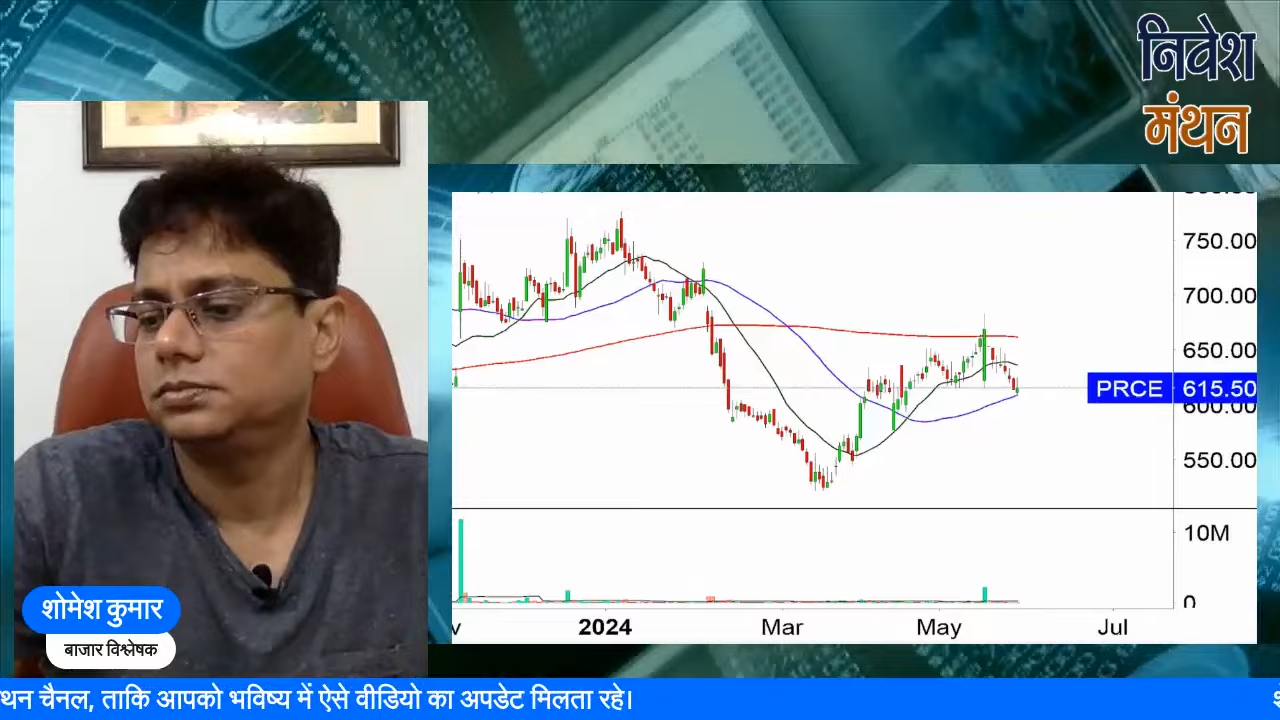 निवेश
मंथन
750.00
700.00
650.00
PRCE 615.50
600.00
550.00
10M
0
2024 Mar May Jul
शोमेश कुमार
बाजार विश्लेषक
थन चैनल, ताकि आपको भविष्य में ऐसे वीडियो का अपडेट मिलता रहे।